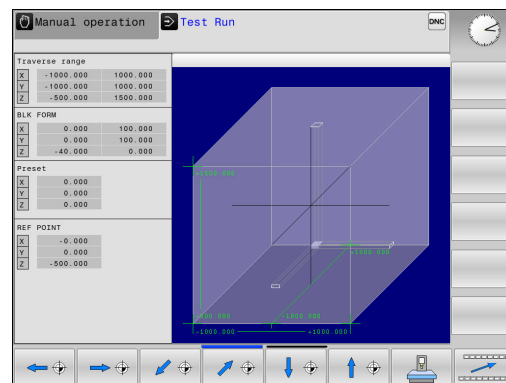 Manual operation
Test Run
DNC
Traverse range
X -1000.000 1000.000
Y -1000.000 1000.000
Z -500.000 1500.000
BLK FORM
X 0.000 100.000
Y 0.000 100.000
Z -40.000 0.000
Preset
X 0.000
Y 0.000
Z 0.000
REF POINT
X -0.000
Y 0.000
Z -500.000
+1500.000
+1000.000
-1000.000
-1000.000
+1000.000